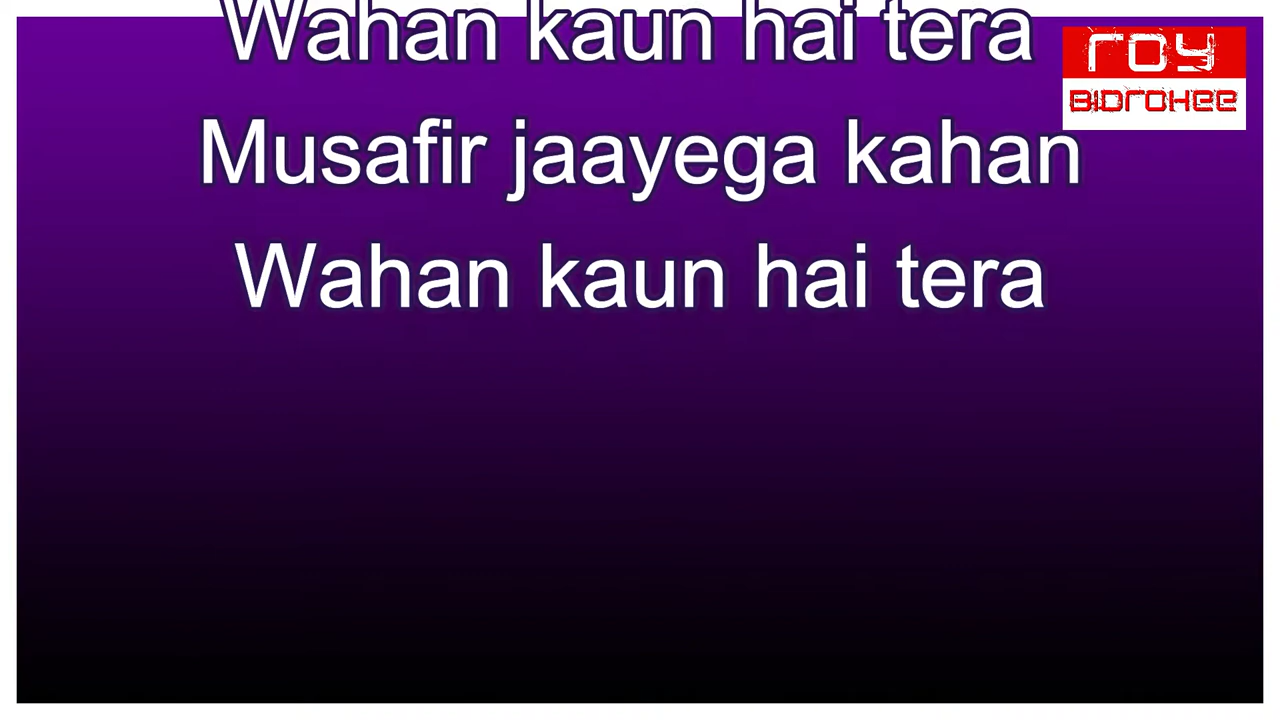 Wahan kaun hai tera
ROY
BIDROHEE
Musafir jaayega kahan
Wahan kaun hai tera